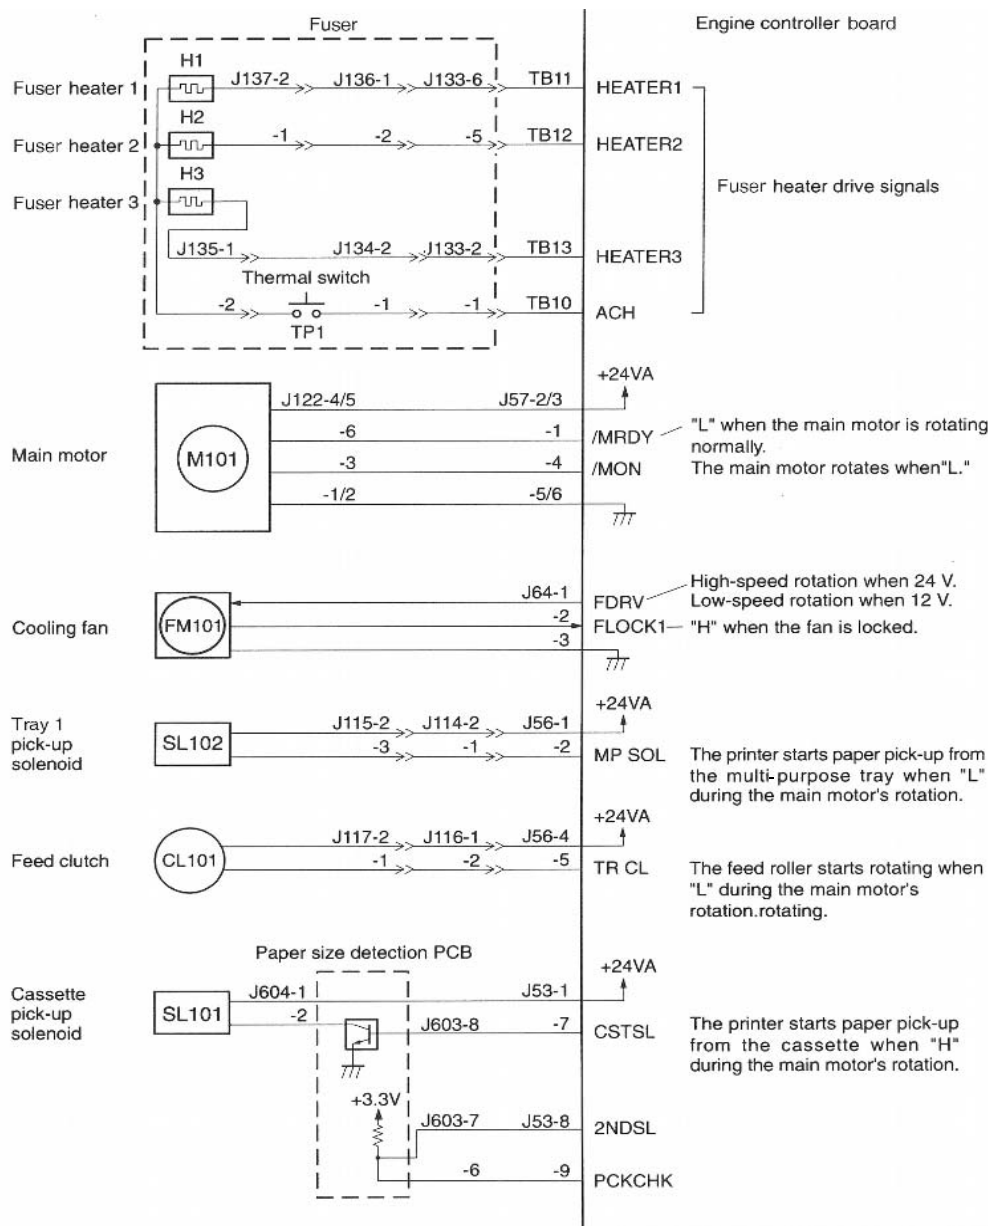 Fuser
Engine controller board
H1
Fuser heater 1
J137-2
J136-1
J133-6
TB11
HEATER1
H2
Fuser heater 2
-1
-2
-5
TB12
HEATER2
H3
Fuser heater 3
Fuser heater drive signals
J135-1
J134-2
J133-2
TB13
HEATER3
Thermal switch
-2
-1
-1
TB10
ACH
TP1
+24VA
J122-4/5
J57-2/3
-6
-1
/MRDY
"L" when the main motor is rotating
normally.
Main motor
M101
-3
-4
/MON
The main motor rotates when"L."
-1/2
-5/6
J64-1
FDRV
High-speed rotation when 24 V.
Low-speed rotation when 12 V.
Cooling fan
FM101
-2
FLOCK1
"H" when the fan is locked.
-3
+24VA
Tray 1
pick-up
solenoid
SL102
J115-2
J114-2
J56-1
-3
-1
-2
MP SOL
The printer starts paper pick-up from
the multi-purpose tray when "L"
during the main motor's rotation.
+24VA
Feed clutch
CL101
J117-2
J116-1
J56-4
-1
-2
-5
TR CL
The feed roller starts rotating when
"L" during the main motor's
rotation.rotating.
Paper size detection PCB
+24VA
Cassette
pick-up
solenoid
SL101
J604-1
J53-1
-2
J603-8
-7
CSTSL
The printer starts paper pick-up
from the cassette when "H"
during the main motor's rotation.
+3.3V
J603-7
J53-8
2NDSL
-6
-9
PCKCHK